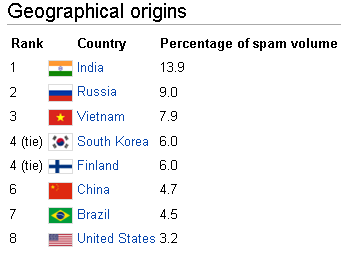 Geographical origins
Rank Country Percentage of spam volume
1 India 13.9
2 Russia 9.0
3 Vietnam 7.9
4 (tie) South Korea 6.0
4 (tie) Finland 6.0
6 China 4.7
7 Brazil 4.5
8 United States 3.2